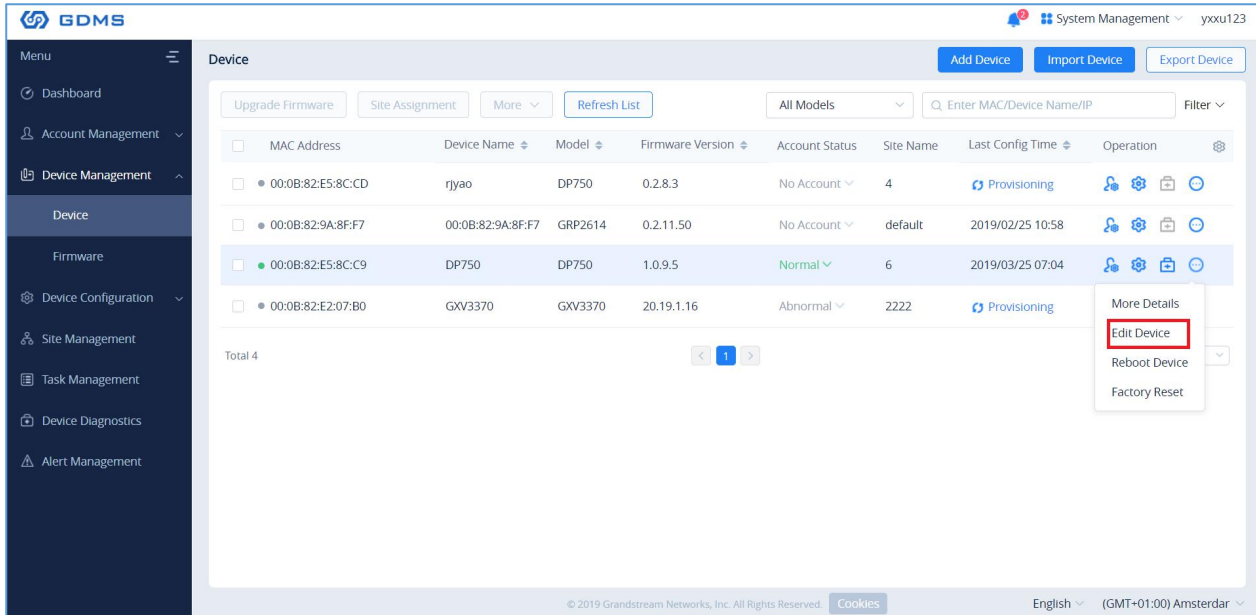 GDMS
2
System Management
yxxu123
Menu
Device
Add Device
Import Device
Export Device
Dashboard
Account Management
Device Management
Device
Firmware
Device Configuration
Site Management
Task Management
Device Diagnostics
Alert Management
Upgrade Firmware
Site Assignment
More
Refresh List
All Models
Enter MAC/Device Name/IP
Filter
MAC Address Device Name Model Firmware Version Account Status Site Name Last Config Time Operation
00:0B:82:E5:8C:CD rjyao DP750 0.2.8.3 No Account 4 Provisioning
00:0B:82:9A:8F:F7 00:0B:82:9A:8F:F7 GRP2614 0.2.11.50 No Account default 2019/02/25 10:58
00:0B:82:E5:8C:C9 DP750 DP750 1.0.9.5 Normal 6 2019/03/25 07:04
00:0B:82:E2:07:B0 GXV3370 GXV3370 20.19.1.16 Abnormal 2222 Provisioning
More Details
Edit Device
Reboot Device
Factory Reset
Total 4
< 1 >
© 2019 Grandstream Networks, Inc. All Rights Reserved.
Cookies
English
(GMT+01:00) Amsterdar